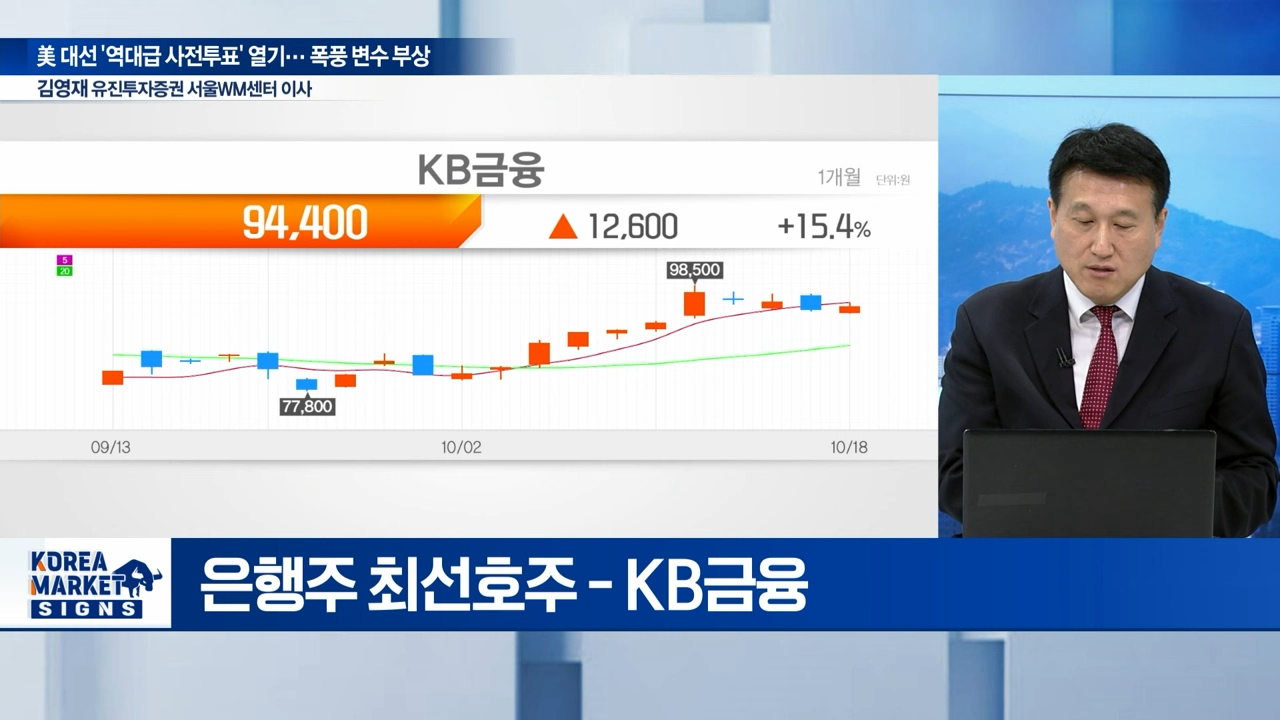 美 대선 '역대급 사전투표' 열기… 폭풍 변수 부상
김영재 유진투자증권 서울WM센터 이사
KB금융
1개월 단위:원
94,400 ▲ 12,600 +15.4%
5
20
98,500
77,800
09/13 10/02 10/18
KOREA
MARKET
SIGNS
은행주 최선호주 - KB금융